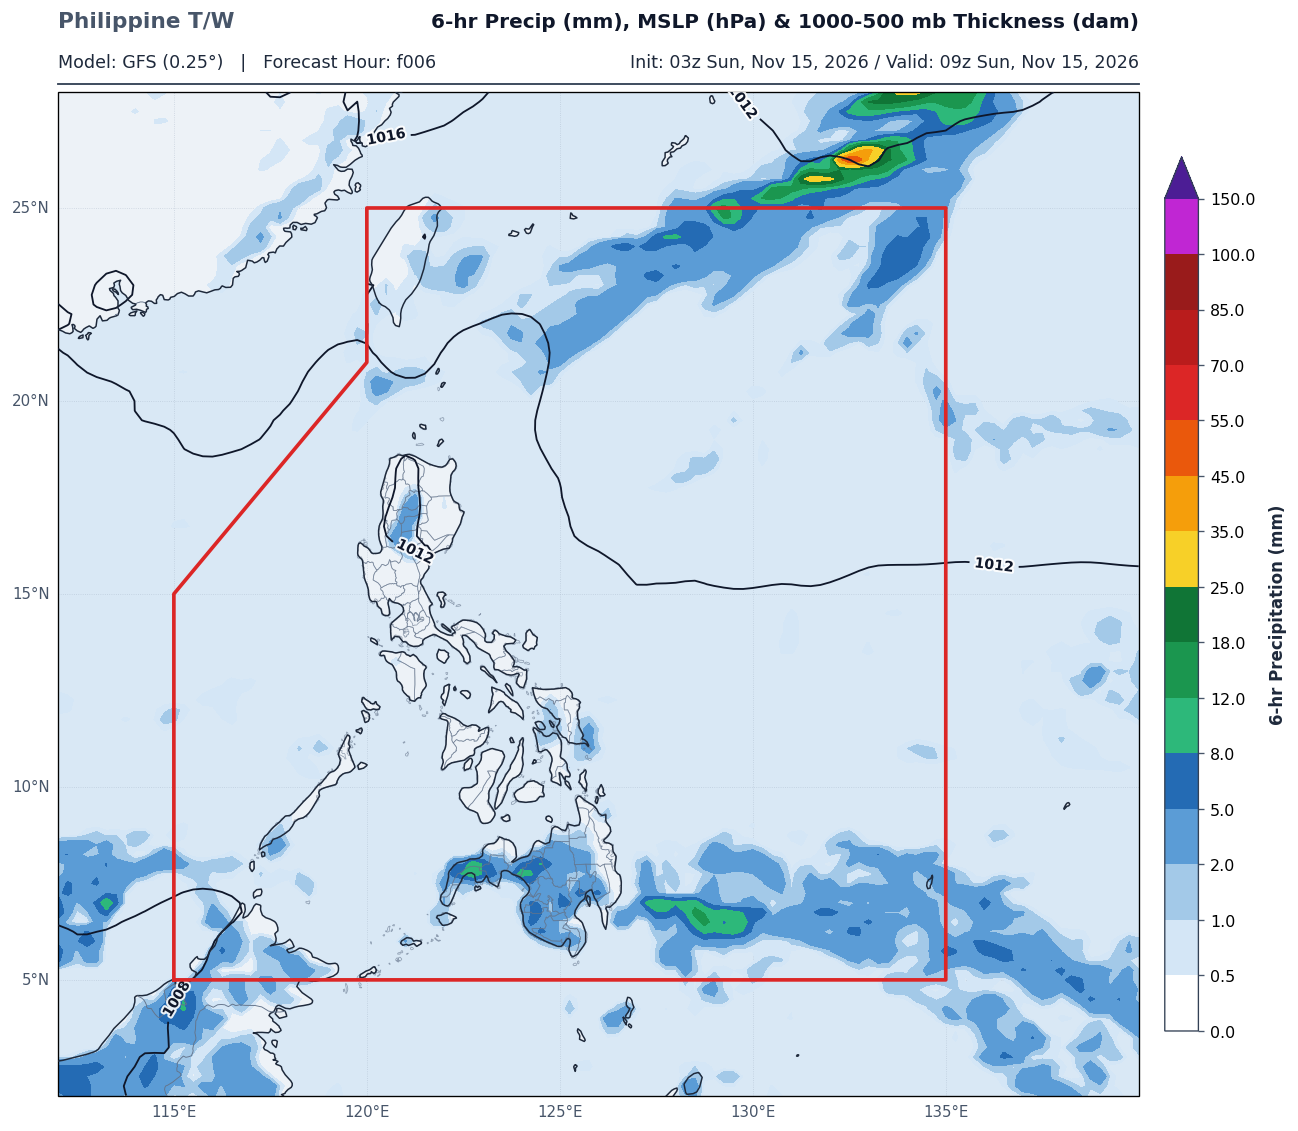 Philippine T/W
6-hr Precip (mm), MSLP (hPa) & 1000-500 mb Thickness (dam)
Model: GFS (0.25°) | Forecast Hour: f006
Init: 03z Sun, Nov 15, 2026 / Valid: 09z Sun, Nov 15, 2026
1012
1016
1012
1012
1008
25°N
20°N
15°N
10°N
5°N
115°E
120°E
125°E
130°E
135°E
150.0
100.0
85.0
70.0
55.0
45.0
35.0
25.0
18.0
12.0
8.0
5.0
2.0
1.0
0.5
0.0
6-hr Precipitation (mm)